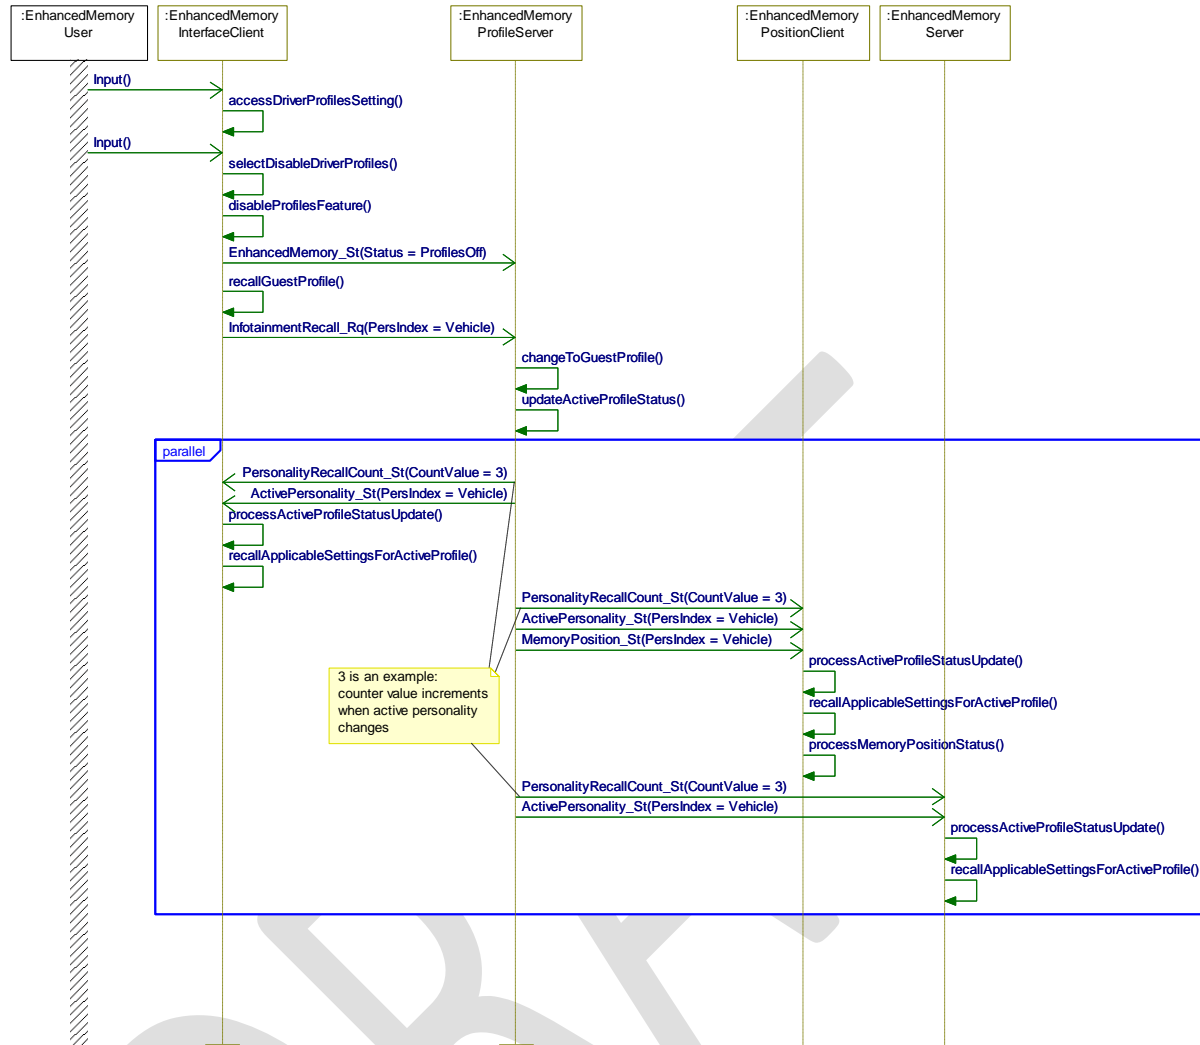 :EnhancedMemory
User
:EnhancedMemory
InterfaceClient
:EnhancedMemory
ProfileServer
:EnhancedMemory
PositionClient
:EnhancedMemory
Server
Input()
accessDriverProfilesSetting()
Input()
selectDisableDriverProfiles()
disableProfilesFeature()
EnhancedMemory_St(Status = ProfilesOff)
recallGuestProfile()
InfotainmentRecall_Rq(PersIndex = Vehicle)
changeToGuestProfile()
updateActiveProfileStatus()
parallel
PersonalityRecallCount_St(CountValue = 3)
ActivePersonality_St(PersIndex = Vehicle)
processActiveProfileStatusUpdate()
recallApplicableSettingsForActiveProfile()
PersonalityRecallCount_St(CountValue = 3)
ActivePersonality_St(PersIndex = Vehicle)
MemoryPosition_St(PersIndex = Vehicle)
3 is an example:
counter value increments
when active personality
changes
processActiveProfileStatusUpdate()
recallApplicableSettingsForActiveProfile()
processMemoryPositionStatus()
PersonalityRecallCount_St(CountValue = 3)
ActivePersonality_St(PersIndex = Vehicle)
processActiveProfileStatusUpdate()
recallApplicableSettingsForActiveProfile()